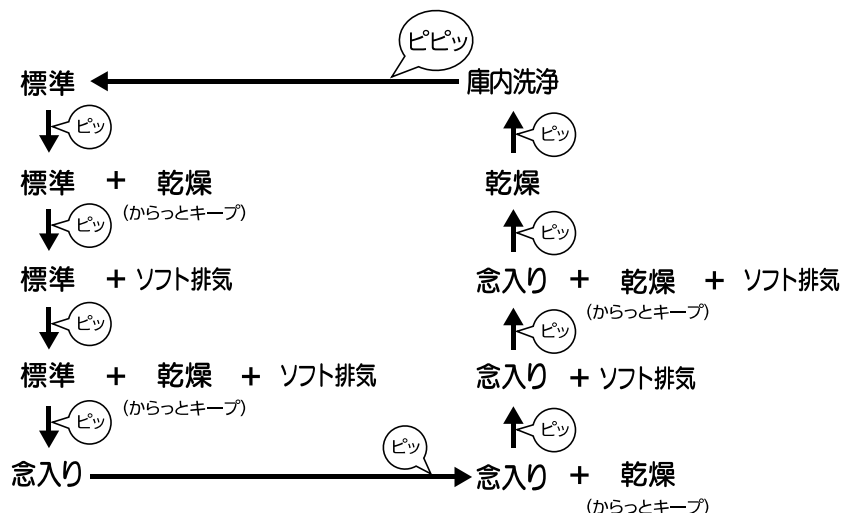 ピピッ
標準
庫内洗浄
ピッ
ピッ
標準 + 乾燥
(からっとキープ)
乾燥
ピッ
ピッ
標準 + ソフト排気
念入り + 乾燥 + ソフト排気
(からっとキープ)
ピッ
ピッ
標準 + 乾燥 + ソフト排気
(からっとキープ)
念入り + ソフト排気
ピッ
ピッ
ピッ
念入り
念入り + 乾燥
(からっとキープ)